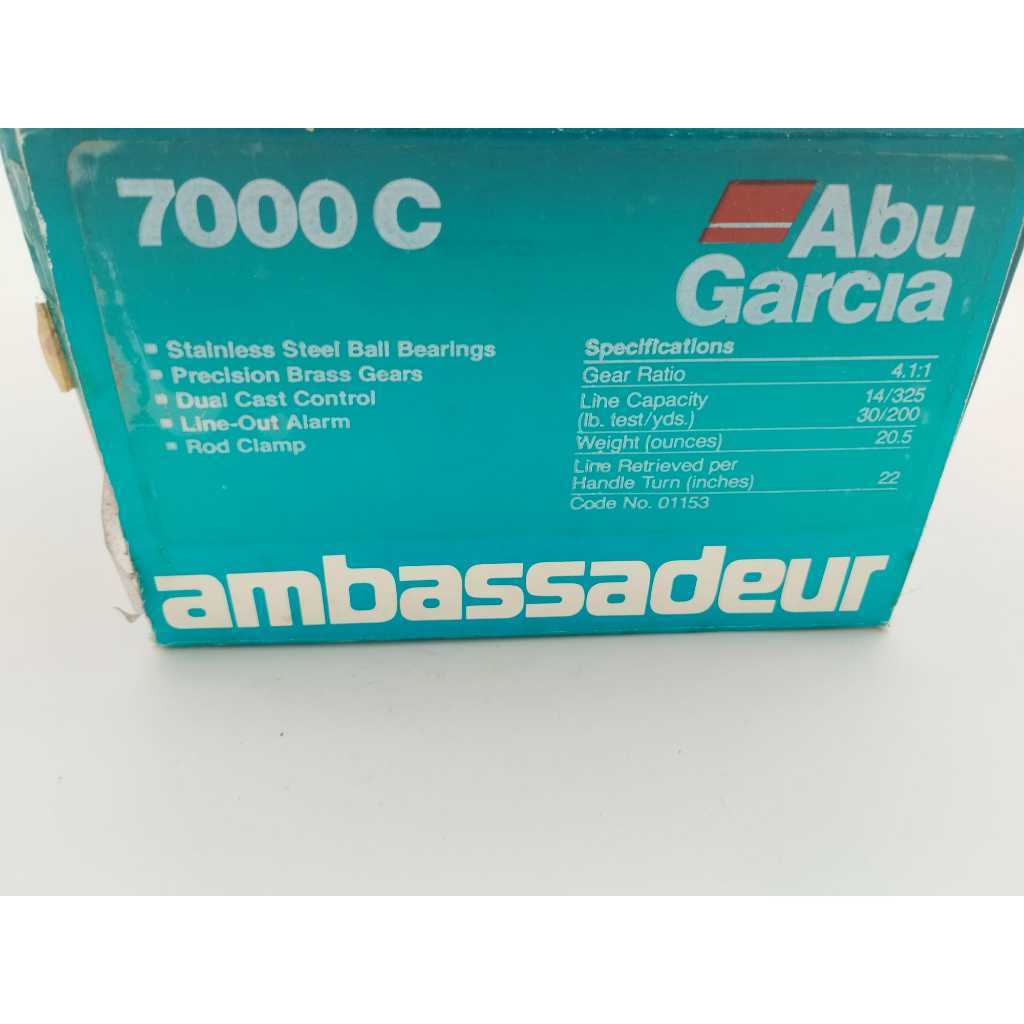 7000 C
Abu
Garcia
▪ Stainless Steel Ball Bearings
▪ Precision Brass Gears
▪ Dual Cast Control
▪ Line-Out Alarm
▪ Rod Clamp
Specifications
Gear Ratio 4.1:1
Line Capacity 14/325
(lb. test/yds.) 30/200
Weight (ounces) 20.5
Line Retrieved per
Handle Turn (inches) 22
Code No. 01153
ambassadeur